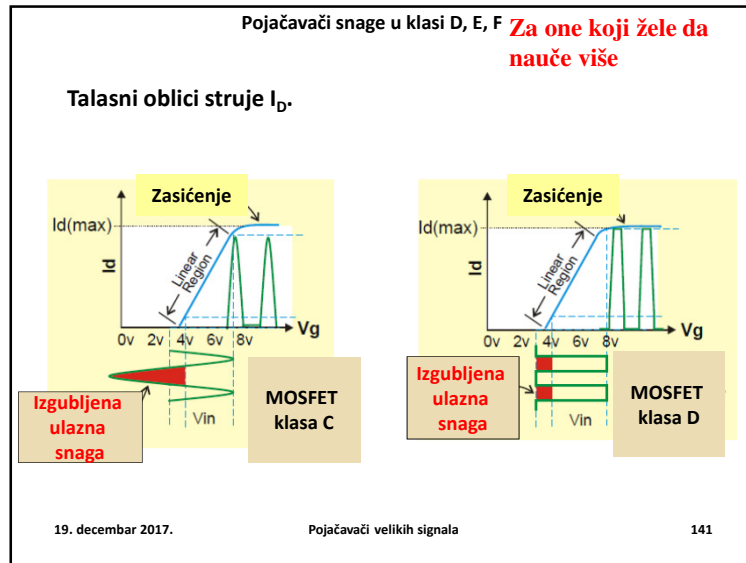 Pojačavači snage u klasi D, E, F
Za one koji žele da
nauče više
Talasni oblici struje I_D.
Zasićenje
Id(max)
Id
Linear
Region
0v 2v 4v 6v 8v
Vg
Izgubljena
ulazna
snaga
Vin
MOSFET
klasa C
Zasićenje
Id(max)
Id
Linear
Region
0v 2v 4v 6v 8v
Vg
Izgubljena
ulazna
snaga
Vin
MOSFET
klasa D
19. decembar 2017.
Pojačavači velikih signala
141